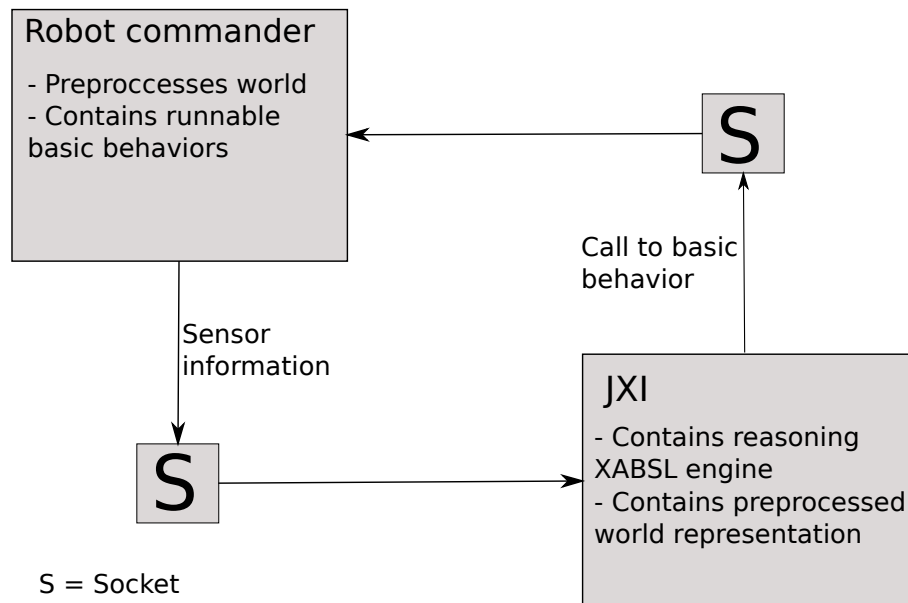 Robot commander
- Preproccesses world
- Contains runnable
basic behaviors
S
Call to basic
behavior
Sensor
information
JXI
- Contains reasoning
XABSL engine
- Contains preprocessed
world representation
S
S = Socket